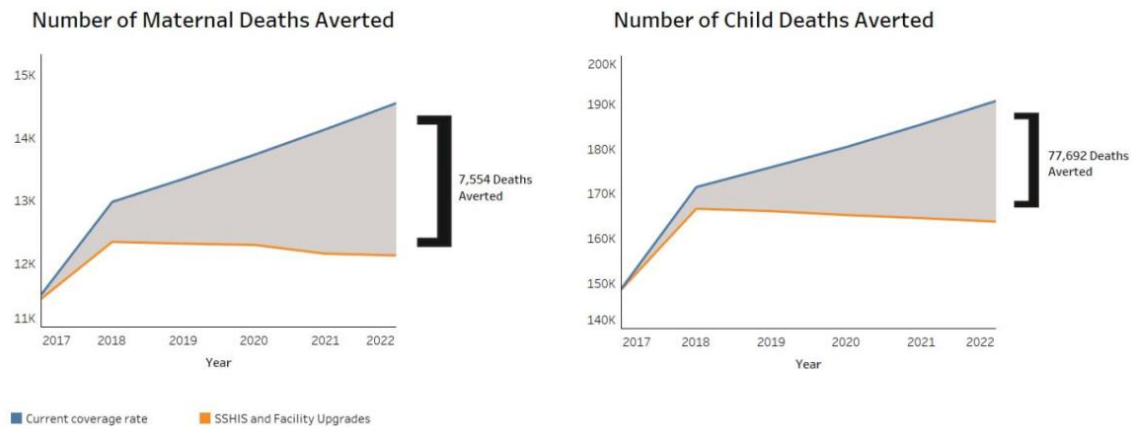 Number of Maternal Deaths Averted
15K
14K
13K
12K
11K
2017 2018 2019 2020 2021 2022
Year
7,554 Deaths
Averted
Number of Child Deaths Averted
200K
190K
180K
170K
160K
150K
140K
2017 2018 2019 2020 2021 2022
Year
77,692 Deaths
Averted
Current coverage rate
SSHIS and Facility Upgrades